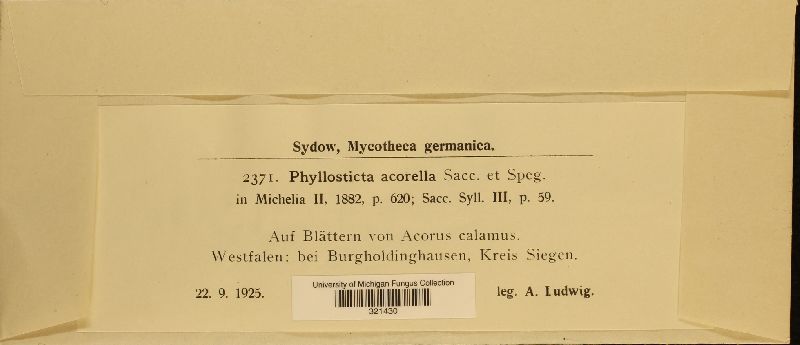 Sydow, Mycotheca germanica.
2371. Phyllosticta acorella Sacc. et Speg.
in Michelia II, 1882, p. 620; Sacc. Syll. III, p. 59.
Auf Blättern von Acorus calamus.
Westfalen: bei Burgholdinghausen, Kreis Siegen.
22. 9. 1925.
leg. A. Ludwig.
University of Michigan Fungus Collection
321430